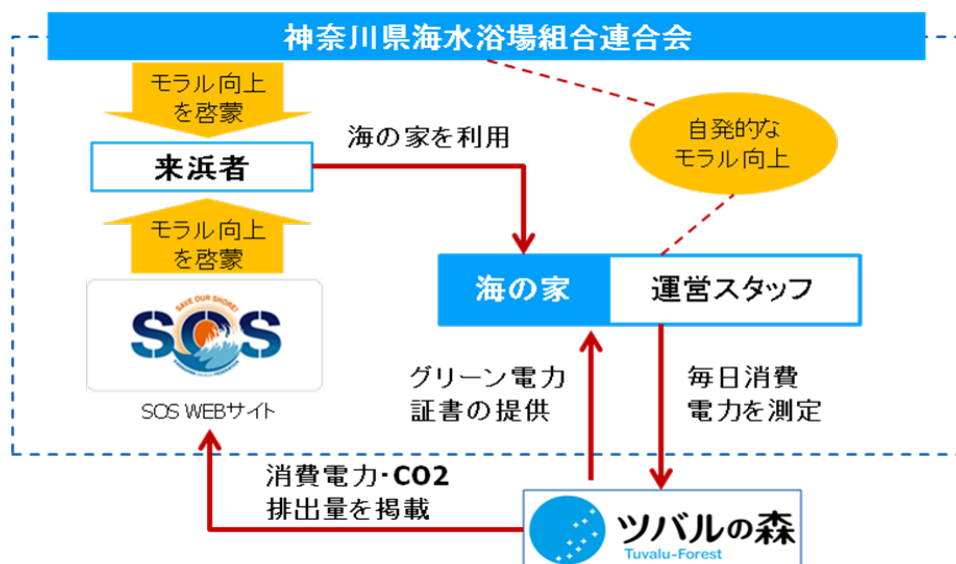 神奈川県海水浴場組合連合会
モラル向上
を啓蒙
海の家を利用
自発的な
モラル向上
来浜者
モラル向上
を啓蒙
海の家
運営スタッフ
SAVE OUR SHORE!
SOS
SOS WEBサイト
グリーン電力
証書の提供
毎日消費
電力を測定
消費電力・CO2
排出量を掲載
ツバルの森
Tuvalu-Forest